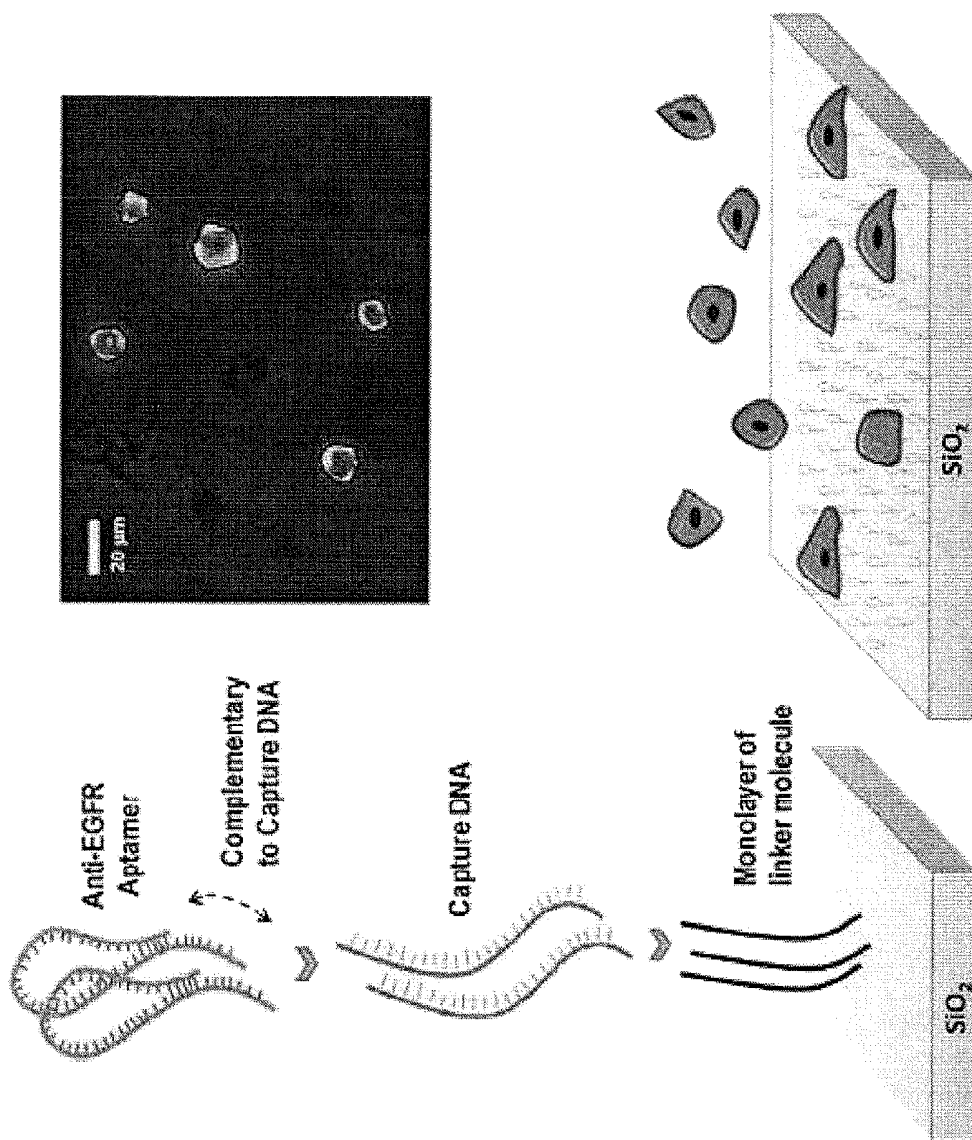 Anti-EGFR
Aptamer
Complementary
to Capture DNA
Capture DNA
Monolayer of
linker molecule
SiO₂
20 µm
SiO₂